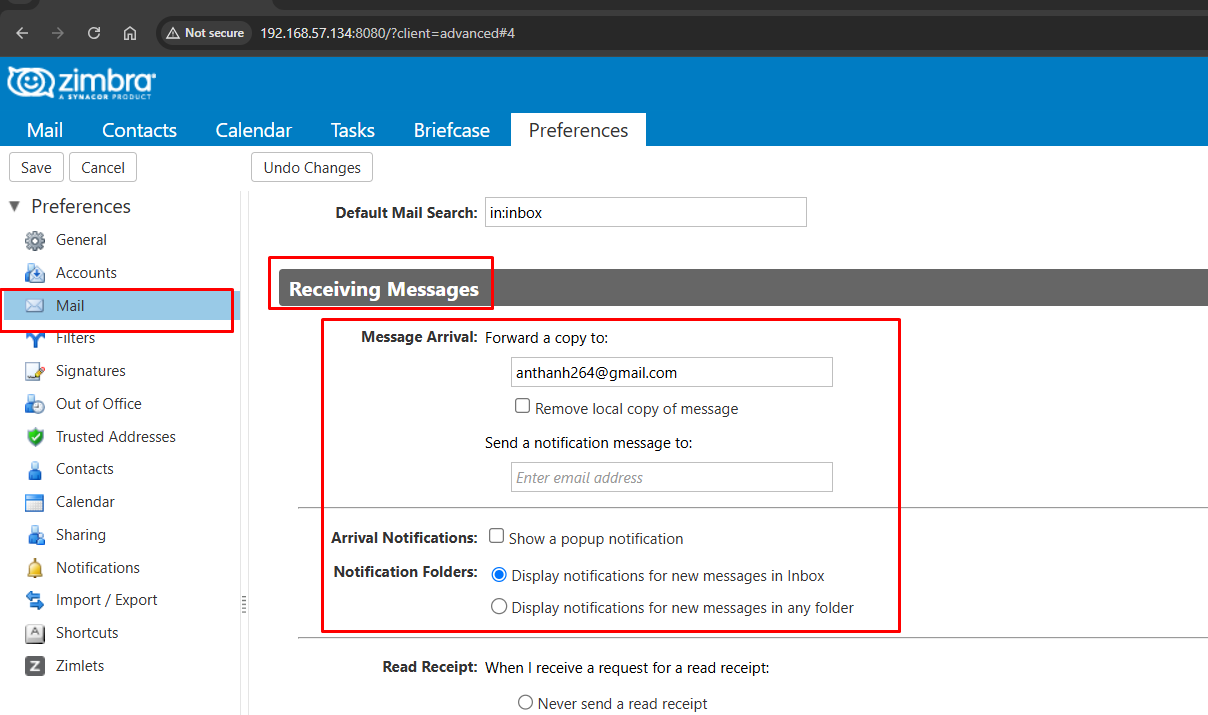 Not secure 192.168.57.134:8080/?client=advanced#4
zimbra
A SYNACOR PRODUCT
Mail Contacts Calendar Tasks Briefcase Preferences
Save Cancel Undo Changes
Preferences
General
Accounts
Mail
Filters
Signatures
Out of Office
Trusted Addresses
Contacts
Calendar
Sharing
Notifications
Import / Export
Shortcuts
Z Zimlets
Default Mail Search: in:inbox
Receiving Messages
Message Arrival: Forward a copy to:
anthanh264@gmail.com
Remove local copy of message
Send a notification message to:
Enter email address
Arrival Notifications: Show a popup notification
Notification Folders: Display notifications for new messages in Inbox
Display notifications for new messages in any folder
Read Receipt: When I receive a request for a read receipt:
Never send a read receipt